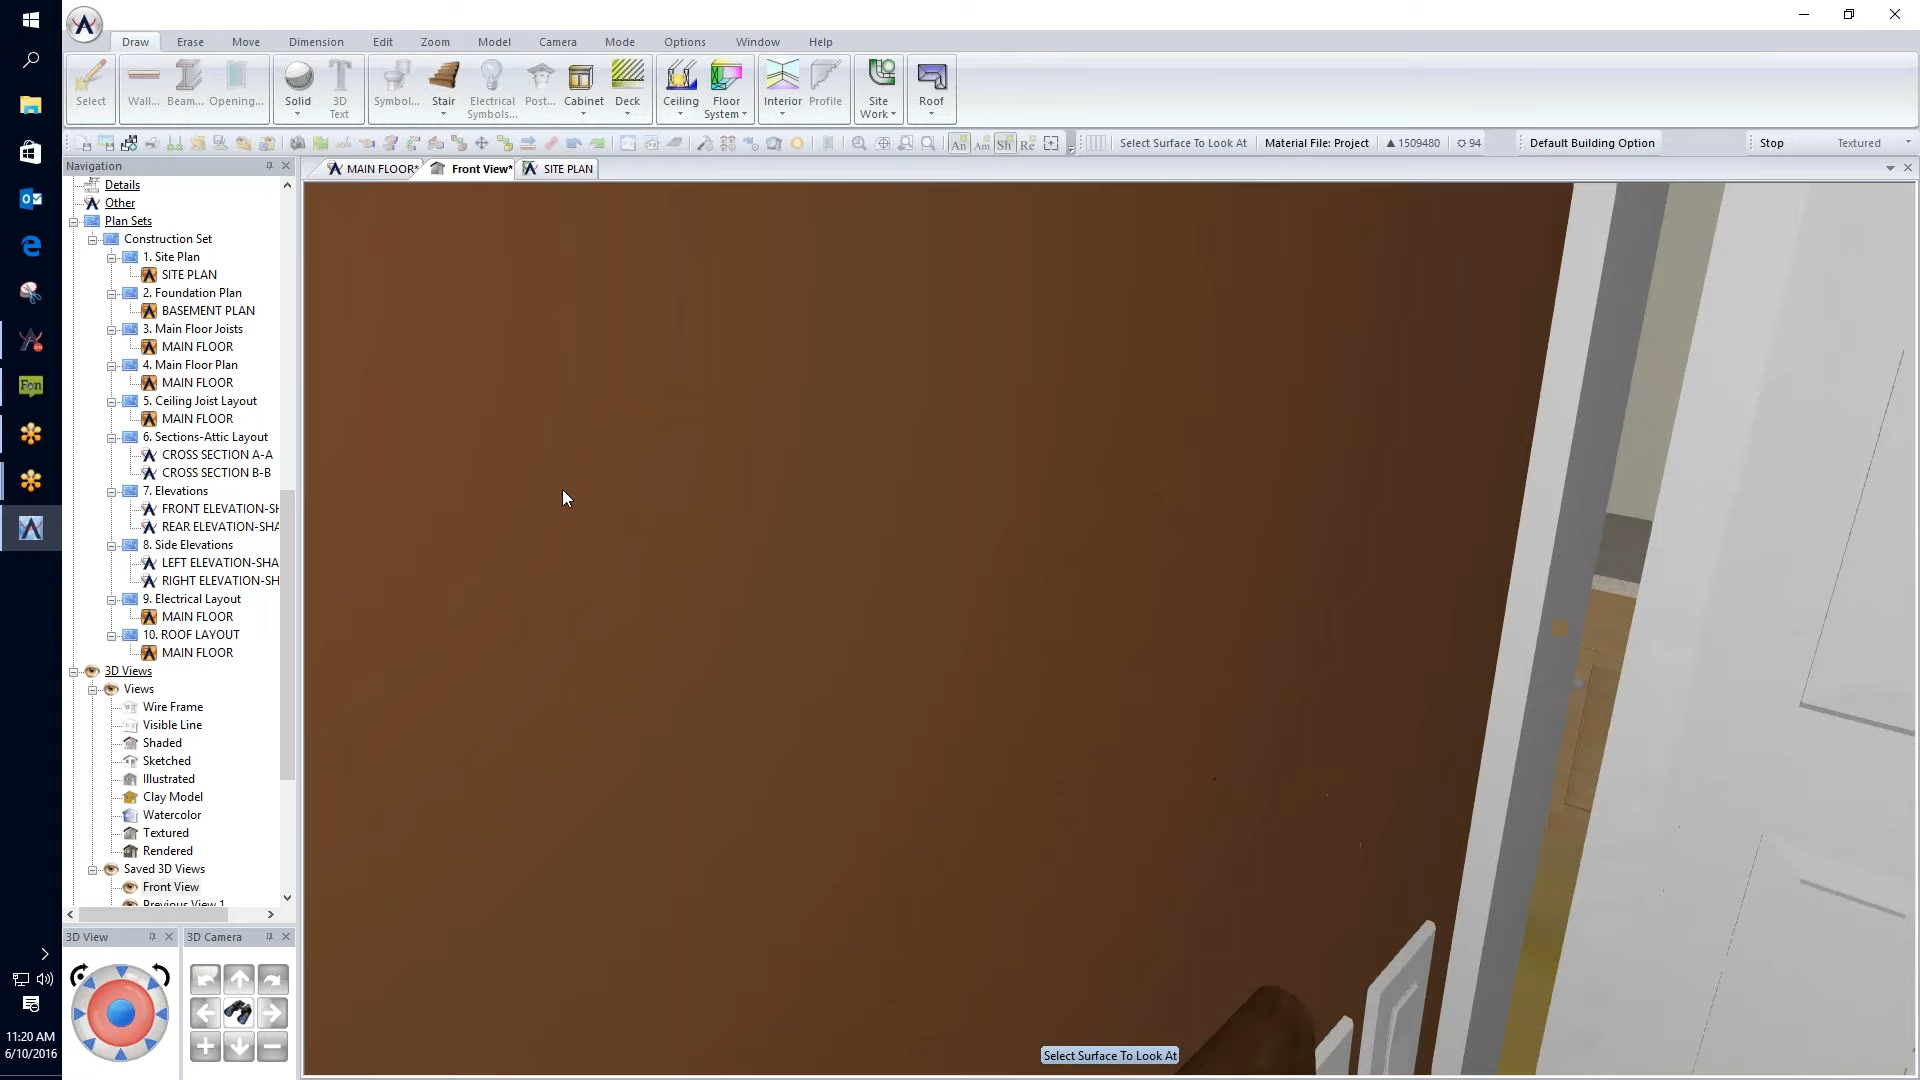 Draw Erase Move Dimension Edit Zoom Model Camera Mode Options Window Help
Select Wall... Beam... Opening... Solid 3D Text Symbol... Stair Electrical Symbols... Post... Cabinet Deck Ceiling Floor System Interior Profile Site Work Roof
An Am Sh Re Select Surface To Look At Material File: Project 1509480 94 Default Building Option Stop Textured
Navigation
MAIN FLOOR* Front View* SITE PLAN
Details
Other
Plan Sets
Construction Set
1. Site Plan
SITE PLAN
2. Foundation Plan
BASEMENT PLAN
3. Main Floor Joists
MAIN FLOOR
4. Main Floor Plan
MAIN FLOOR
5. Ceiling Joist Layout
MAIN FLOOR
6. Sections-Attic Layout
CROSS SECTION A-A
CROSS SECTION B-B
7. Elevations
FRONT ELEVATION-SH
REAR ELEVATION-SHA
8. Side Elevations
LEFT ELEVATION-SHA
RIGHT ELEVATION-SH
9. Electrical Layout
MAIN FLOOR
10. ROOF LAYOUT
MAIN FLOOR
3D Views
Views
Wire Frame
Visible Line
Shaded
Sketched
Illustrated
Clay Model
Watercolor
Textured
Rendered
Saved 3D Views
Front View
Previous View 1
3D View 3D Camera
Select Surface To Look At
Fon
11:20 AM
6/10/2016